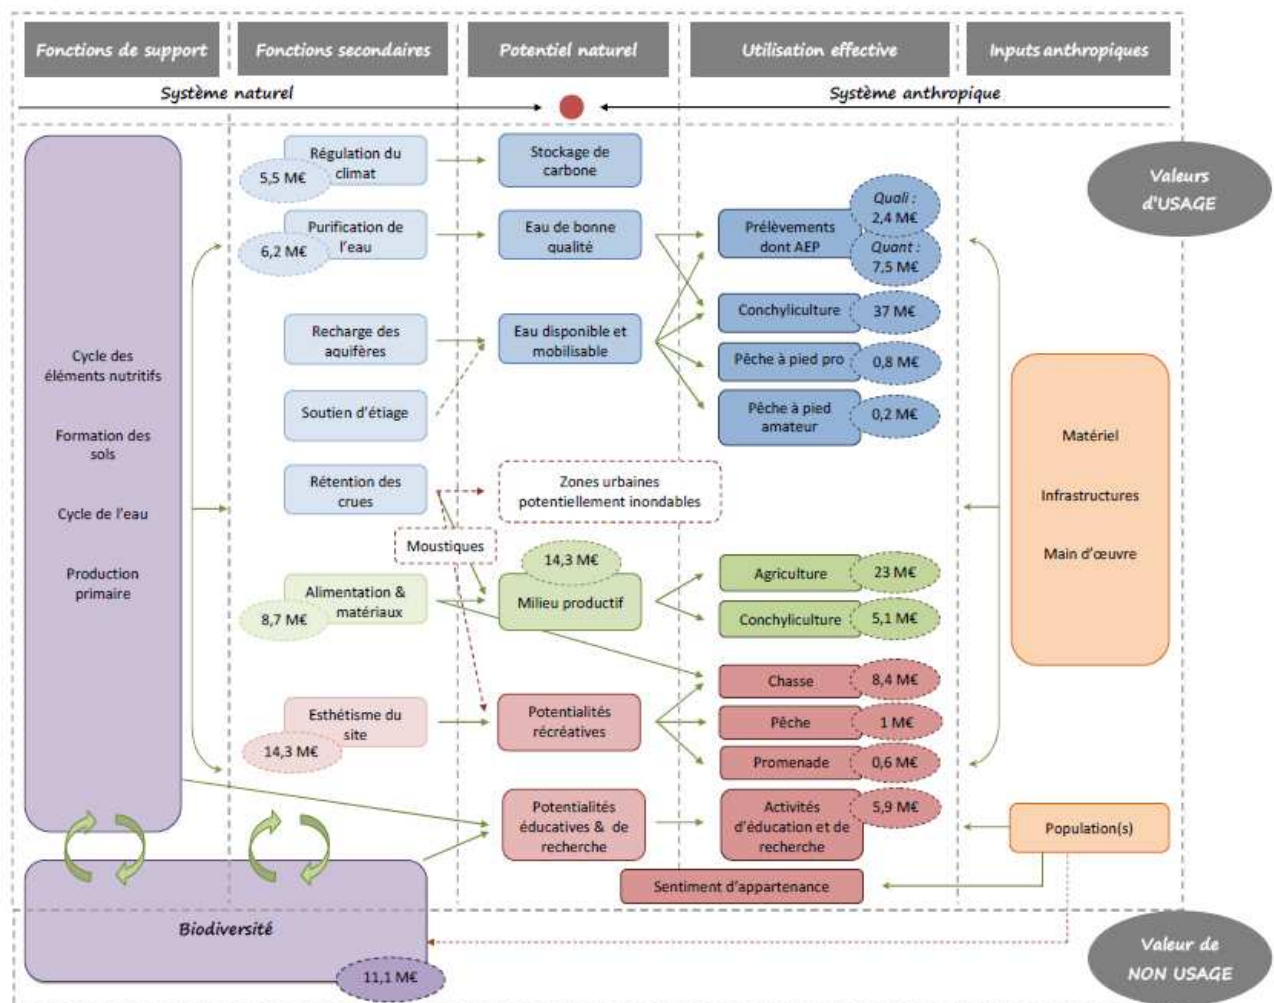 Fonctions de support
Fonctions secondaires
Potentiel naturel
Utilisation effective
Inputs anthropiques
Système naturel
Système anthropique
Cycle des
éléments nutritifs
Formation des
sols
Cycle de l'eau
Production
primaire
Régulation du
climat
5,5 M€
Purification de
l'eau
6,2 M€
Recharge des
aquifères
Soutien d'étiage
Rétention des
crues
Moustiques
Alimentation &
matériaux
8,7 M€
Esthétisme du
site
14,3 M€
Stockage de
carbone
Eau de bonne
qualité
Eau disponible et
mobilisable
Zones urbaines
potentiellement inondables
14,3 M€
Milieu productif
Potentialités
récréatives
Potentialités
éducatives & de
recherche
Prélèvements
dont AEP
Quali :
2,4 M€
Quant :
7,5 M€
Conchyliculture
37 M€
Pêche à pied pro
0,8 M€
Pêche à pied
amateur
0,2 M€
Agriculture
23 M€
Conchyliculture
5,1 M€
Chasse
8,4 M€
Pêche
1 M€
Promenade
0,6 M€
Activités
d'éducation et de
recherche
5,9 M€
Sentiment d'appartenance
Matériel
Infrastructures
Main d'œuvre
Population(s)
Valeurs
d'USAGE
Biodiversité
11,1 M€
Valeur de
NON USAGE